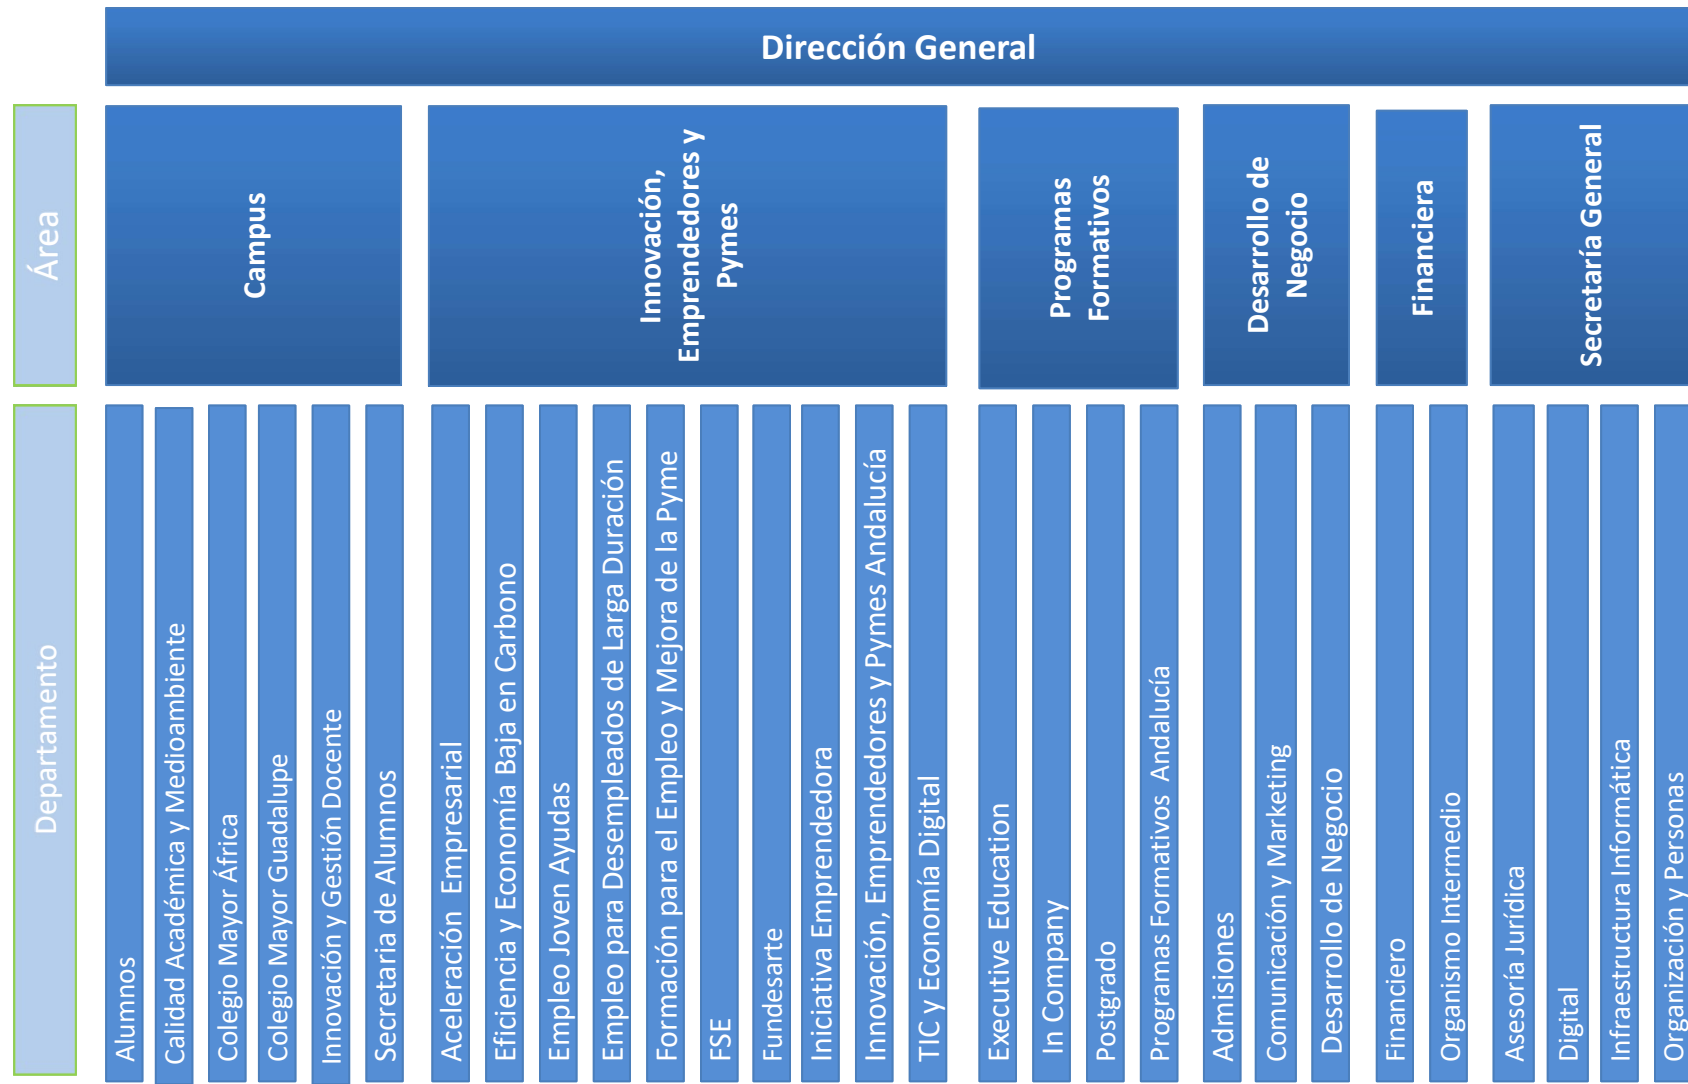 Dirección General
Área
Campus
Innovación,
Emprendedores y
Pymes
Programas
Formativos
Desarrollo de
Negocio
Financiera
Secretaría General
Departamento
Alumnos
Calidad Académica y Medioambiente
Colegio Mayor África
Colegio Mayor Guadalupe
Innovación y Gestión Docente
Secretaria de Alumnos
Aceleración Empresarial
Eficiencia y Economía Baja en Carbono
Empleo Joven Ayudas
Empleo para Desempleados de Larga Duración
Formación para el Empleo y Mejora de la Pyme
FSE
Fundesarte
Iniciativa Emprendedora
Innovación, Emprendedores y Pymes Andalucía
TIC y Economía Digital
Executive Education
In Company
Postgrado
Programas Formativos Andalucía
Admisiones
Comunicación y Marketing
Desarrollo de Negocio
Financiero
Organismo Intermedio
Asesoría Jurídica
Digital
Infraestructura Informática
Organización y Personas